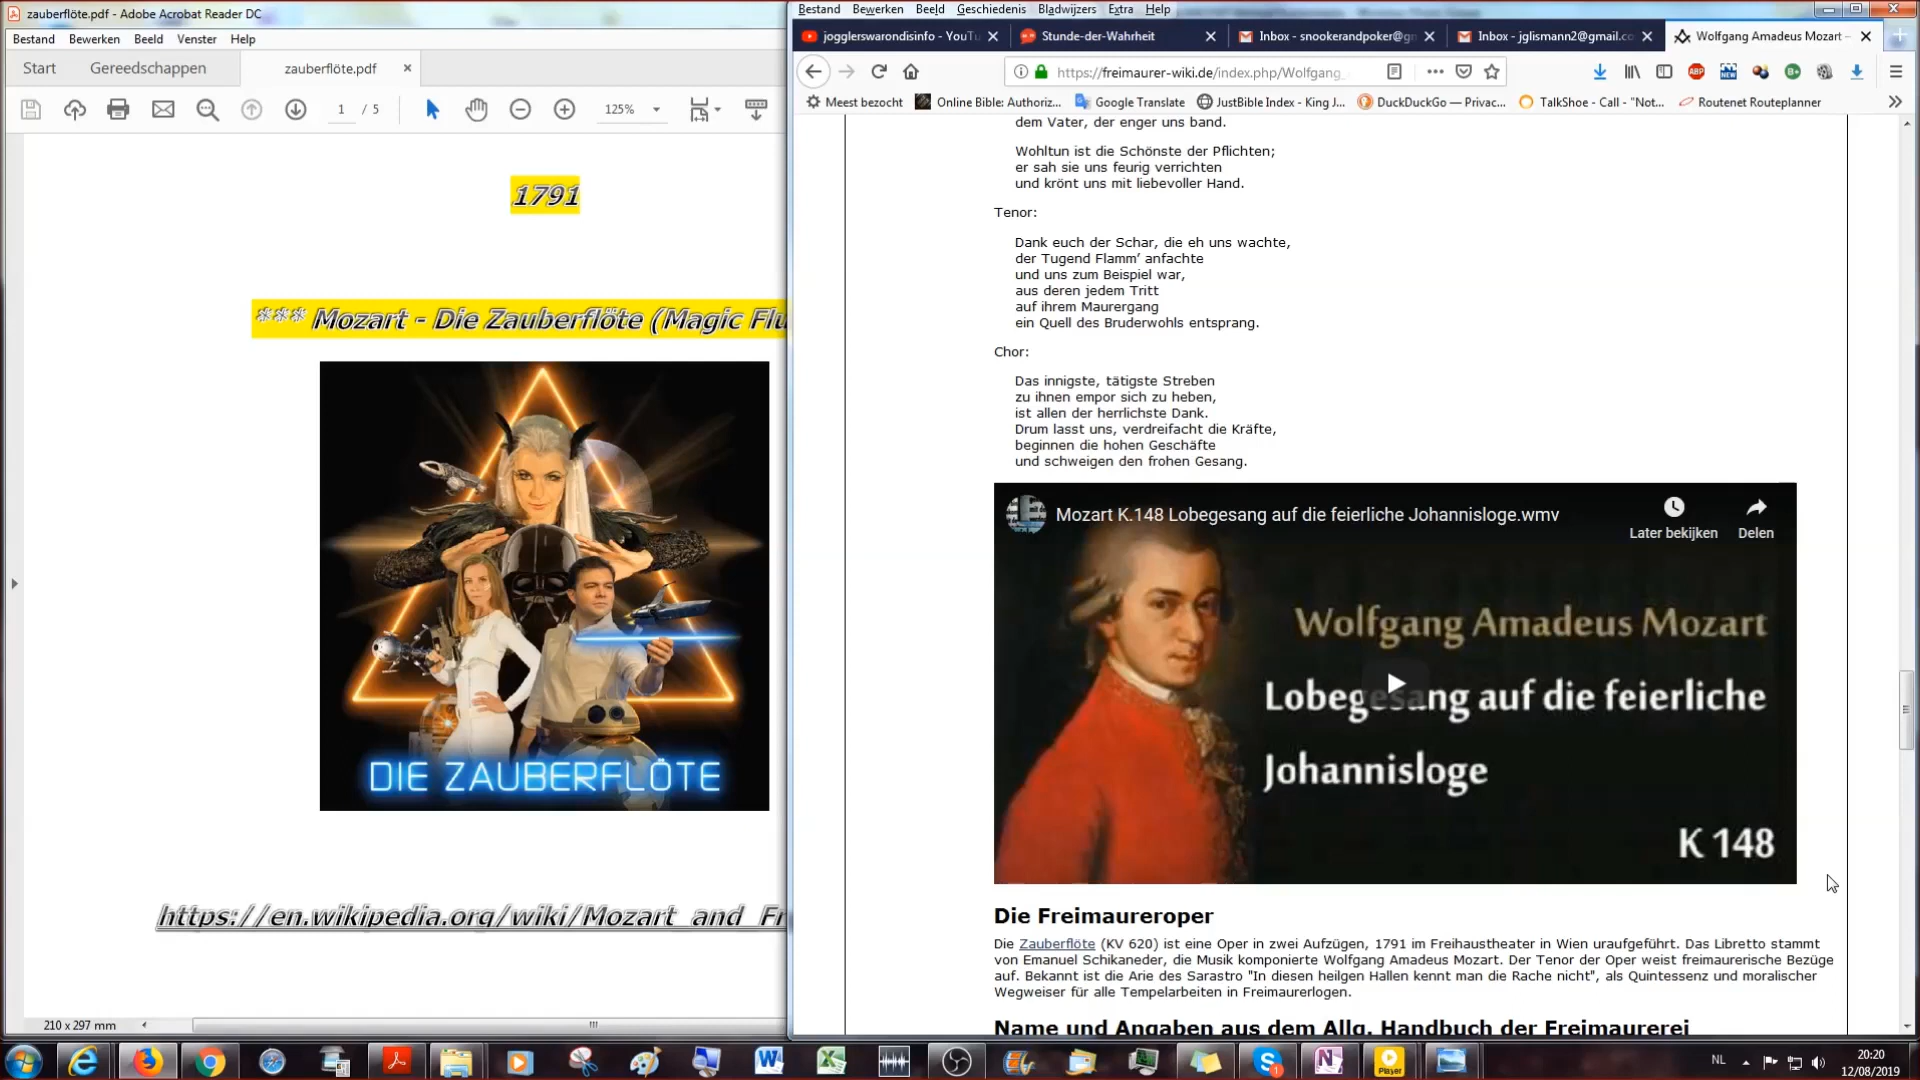 zauberflöte.pdf - Adobe Acrobat Reader DC
Bestand Bewerken Beeld Venster Help
Start Gereedschappen zauberflöte.pdf
1 / 5 125%
1791
*** Mozart - Die Zauberflöte (Magic Flu
DIE ZAUBERFLÖTE
https://en.wikipedia.org/wiki/Mozart_and_Fr
210 x 297 mm
Bestand Bewerken Beeld Geschiedenis Bladwijzers Extra Help
jogglerswarondisinfo - YouTu
Stunde-der-Wahrheit
Inbox - snookerandpoker@gm
Inbox - jglismann2@gmail.co
Wolfgang Amadeus Mozart –
https://freimaurer-wiki.de/index.php/Wolfgang_
ABP
Meest bezocht Online Bible: Authoriz... Google Translate JustBible Index - King J... DuckDuckGo — Privac... TalkShoe - Call - "Not... Routenet Routeplanner
dem Vater, der enger uns band.
Wohltun ist die Schönste der Pflichten;
er sah sie uns feurig verrichten
und krönt uns mit liebevoller Hand.
Tenor:
Dank euch der Schar, die eh uns wachte,
der Tugend Flamm’ anfachte
und uns zum Beispiel war,
aus deren jedem Tritt
auf ihrem Maurergang
ein Quell des Bruderwohls entsprang.
Chor:
Das innigste, tätigste Streben
zu ihnen empor sich zu heben,
ist allen der herrlichste Dank.
Drum lasst uns, verdreifacht die Kräfte,
beginnen die hohen Geschäfte
und schweigen den frohen Gesang.
Mozart K.148 Lobegesang auf die feierliche Johannisloge.wmv
Later bekijken Delen
Wolfgang Amadeus Mozart
Lobegesang auf die feierliche
Johannisloge
K 148
Die Freimaureroper
Die Zauberflöte (KV 620) ist eine Oper in zwei Aufzügen, 1791 im Freihaustheater in Wien uraufgeführt. Das Libretto stammt
von Emanuel Schikaneder, die Musik komponierte Wolfgang Amadeus Mozart. Der Tenor der Oper weist freimaurerische Bezüge
auf. Bekannt ist die Arie des Sarastro "In diesen heilgen Hallen kennt man die Rache nicht", als Quintessenz und moralischer
Wegweiser für alle Tempelarbeiten in Freimaurerlogen.
Name und Angaben aus dem Allg. Handbuch der Freimaurerei
Player
NL
20:20
12/08/2019